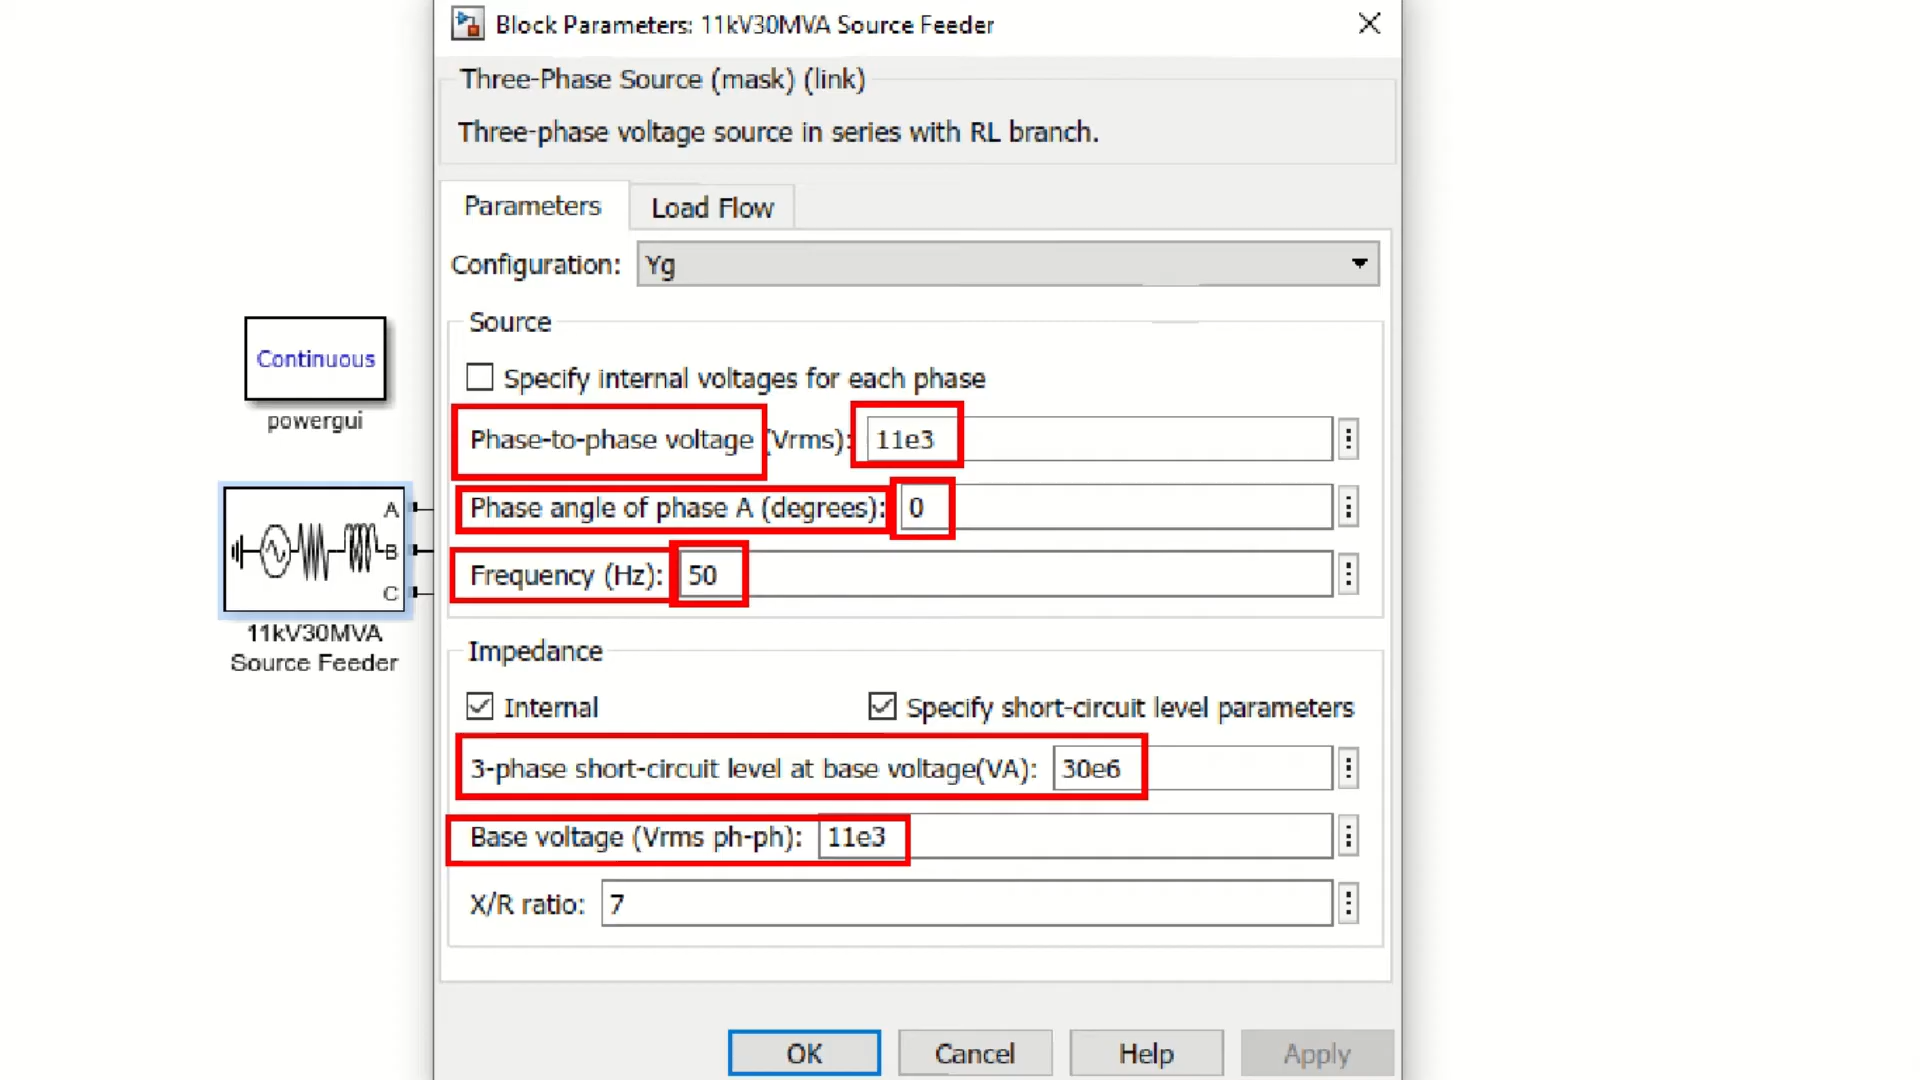 Block Parameters: 11kV30MVA Source Feeder
Three-Phase Source (mask) (link)
Three-phase voltage source in series with RL branch.
Parameters
Load Flow
Configuration: Yg
Source
Specify internal voltages for each phase
Phase-to-phase voltage (Vrms): 11e3
Phase angle of phase A (degrees): 0
Frequency (Hz): 50
Impedance
Internal
Specify short-circuit level parameters
3-phase short-circuit level at base voltage(VA): 30e6
Base voltage (Vrms ph-ph): 11e3
X/R ratio: 7
OK
Cancel
Help
Apply
Continuous
powergui
A
B
C
11kV30MVA
Source Feeder